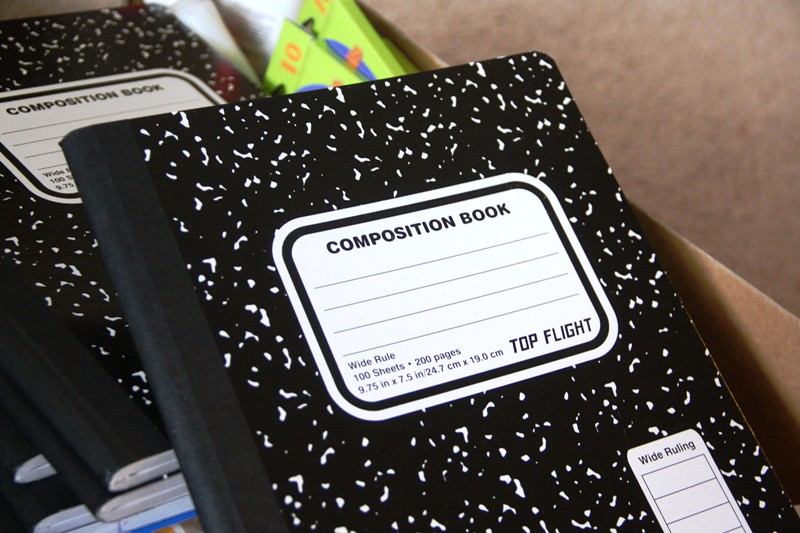 COMPOSITION BOOK
Wide
100 S
9.75
10
COMPOSITION BOOK
Wide Rule
100 Sheets • 200 pages
9.75 in x 7.5 in/24.7 cm x 19.0 cm
TOP FLIGHT
Wide Ruling